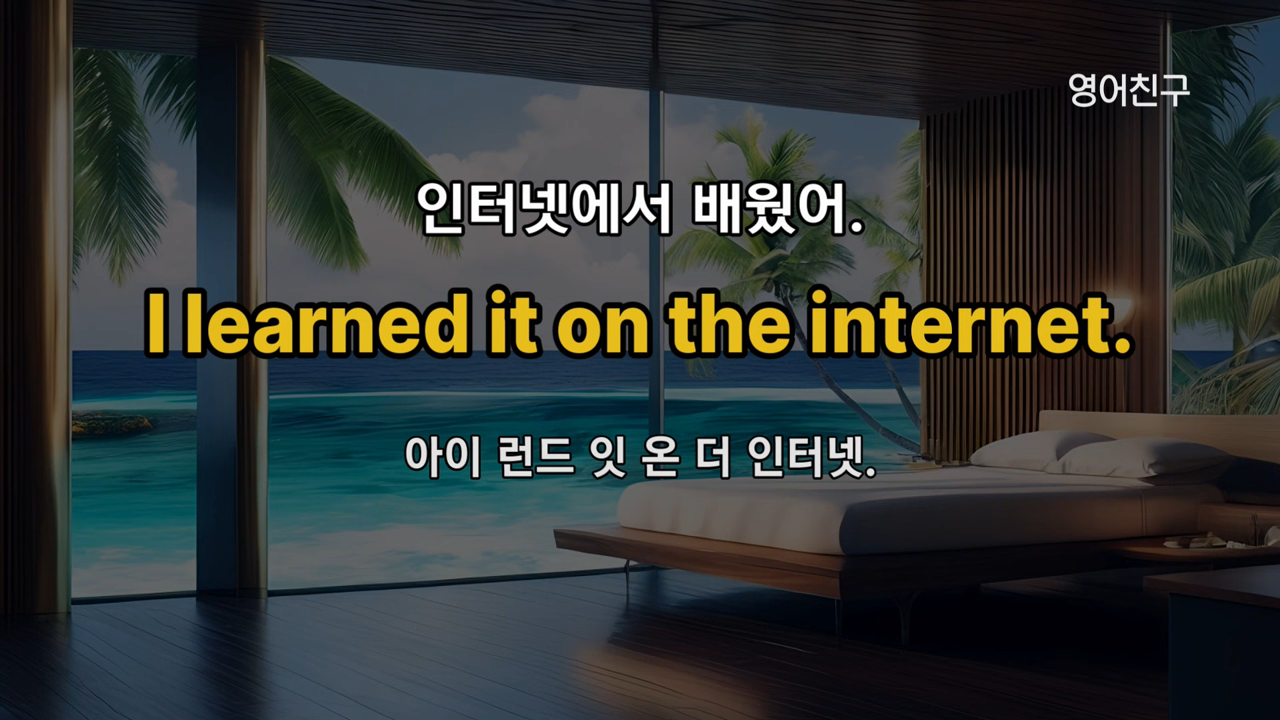 영어친구
인터넷에서 배웠어.
I learned it on the internet.
아이 런드 잇 온 더 인터넷.